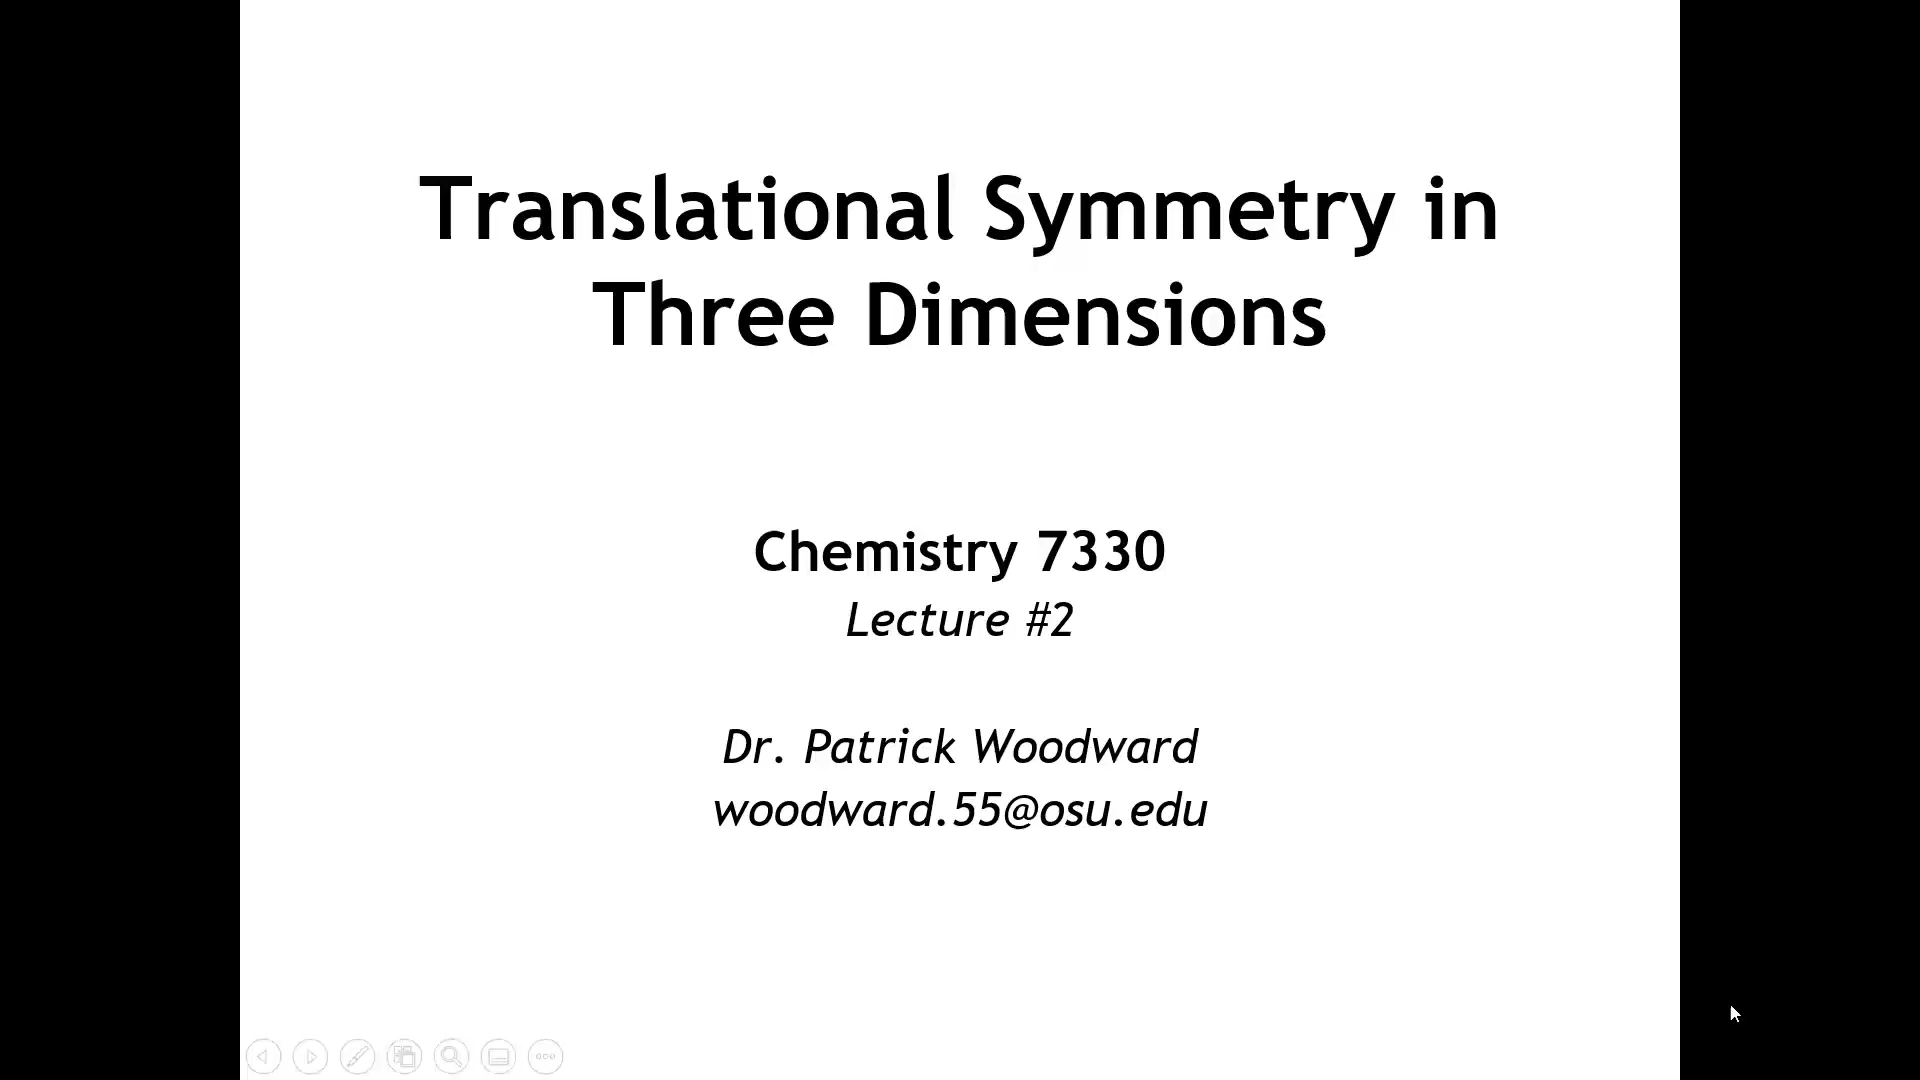 Translational Symmetry in
Three Dimensions
Chemistry 7330
Lecture #2
Dr. Patrick Woodward
woodward.55@osu.edu